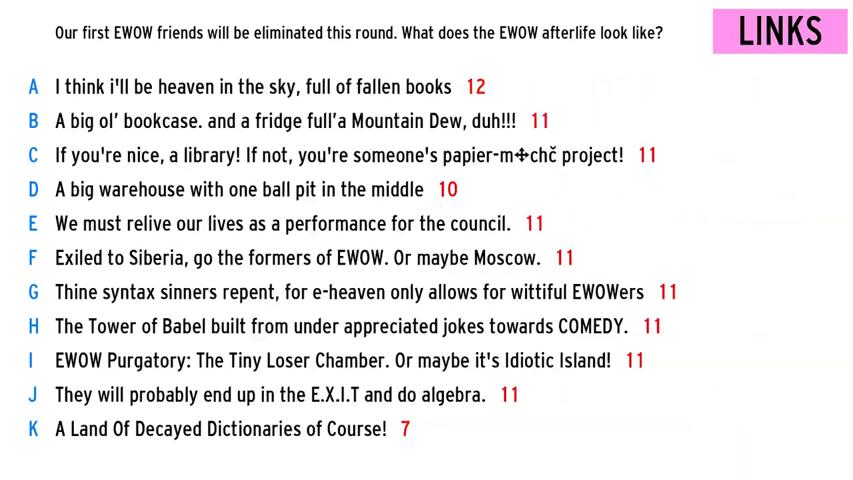 Our first EWOW friends will be eliminated this round. What does the EWOW afterlife look like?
LINKS
A I think i'll be heaven in the sky, full of fallen books 12
B A big ol’ bookcase. and a fridge full’a Mountain Dew, duh!!! 11
C If you're nice, a library! If not, you're someone's papier-m✣chč project! 11
D A big warehouse with one ball pit in the middle 10
E We must relive our lives as a performance for the council. 11
F Exiled to Siberia, go the formers of EWOW. Or maybe Moscow. 11
G Thine syntax sinners repent, for e-heaven only allows for wittiful EWOWers 11
H The Tower of Babel built from under appreciated jokes towards COMEDY. 11
I EWOW Purgatory: The Tiny Loser Chamber. Or maybe it's Idiotic Island! 11
J They will probably end up in the E.X.I.T and do algebra. 11
K A Land Of Decayed Dictionaries of Course! 7